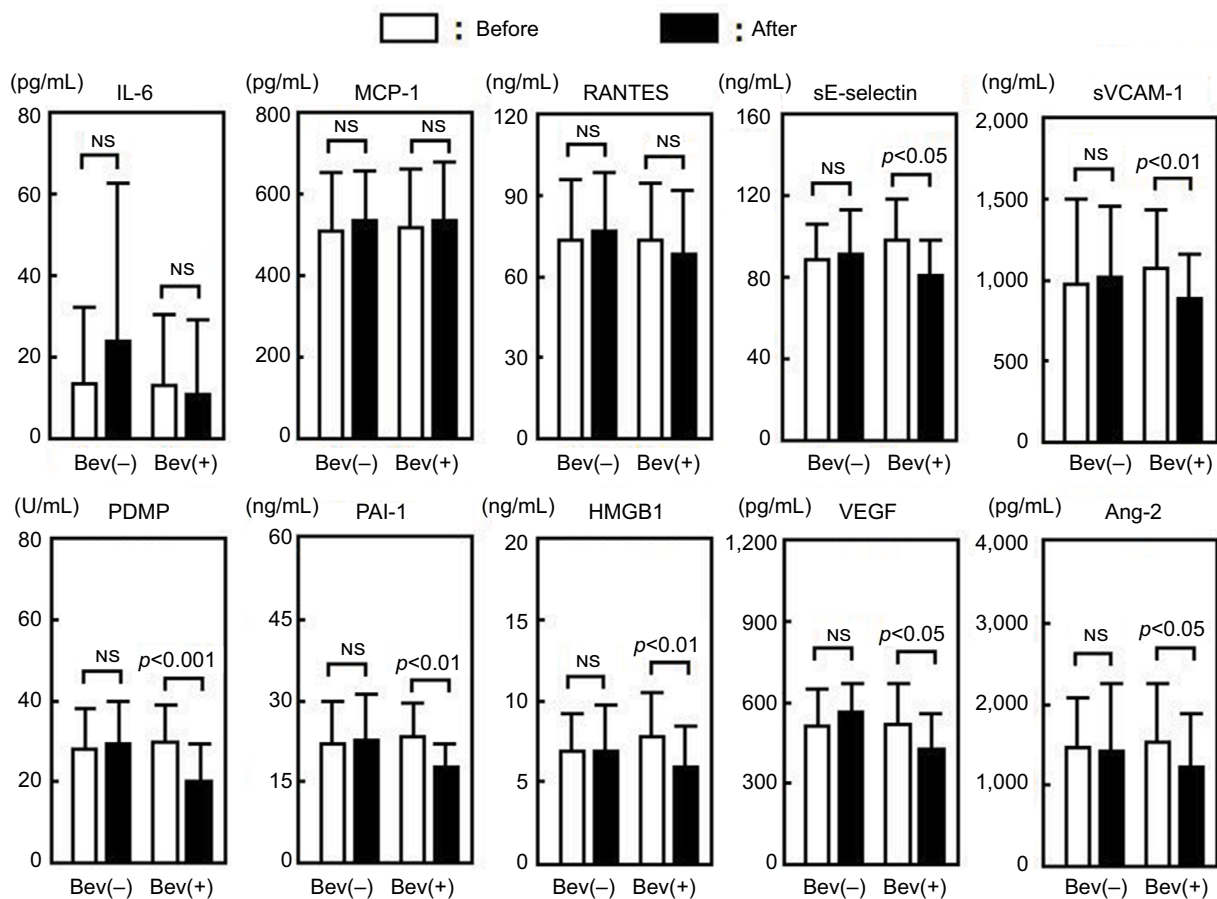 : Before : After
(pg/mL) (pg/mL) (ng/mL) (ng/mL) (ng/mL)
IL-6 MCP-1 RANTES sE-selectin sVCAM-1
80 800 120 160 2,000
NS NS NS NS NS NS p<0.05 NS p<0.01
60 600 90 120 1,500
NS
40 400 60 80 1,000
20 200 30 40 500
0 0 0 0 0
Bev(–) Bev(+) Bev(–) Bev(+) Bev(–) Bev(+) Bev(–) Bev(+) Bev(–) Bev(+)
(U/mL) (ng/mL) (ng/mL) (pg/mL) (pg/mL)
PDMP PAI-1 HMGB1 VEGF Ang-2
80 60 20 1,200 4,000
60 45 15 900 3,000
NS p<0.001 NS p<0.01 NS p<0.01 NS p<0.05 NS p<0.05
40 30 10 600 2,000
20 15 5 300 1,000
0 0 0 0 0
Bev(–) Bev(+) Bev(–) Bev(+) Bev(–) Bev(+) Bev(–) Bev(+) Bev(–) Bev(+)